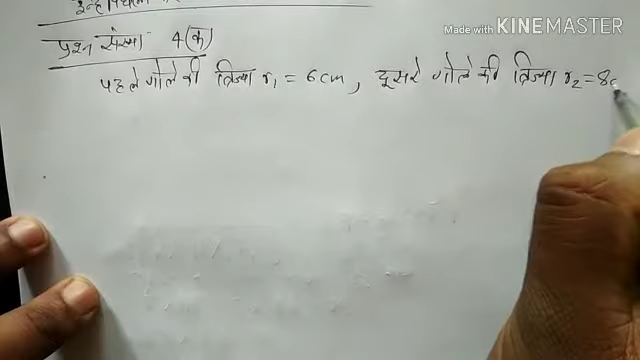 Made with KINEMASTER
प्रश्न संख्या 4(क)
पहले गोले की त्रिज्या r₁ = 6cm, दूसरे गोले की त्रिज्या r₂ = 8c